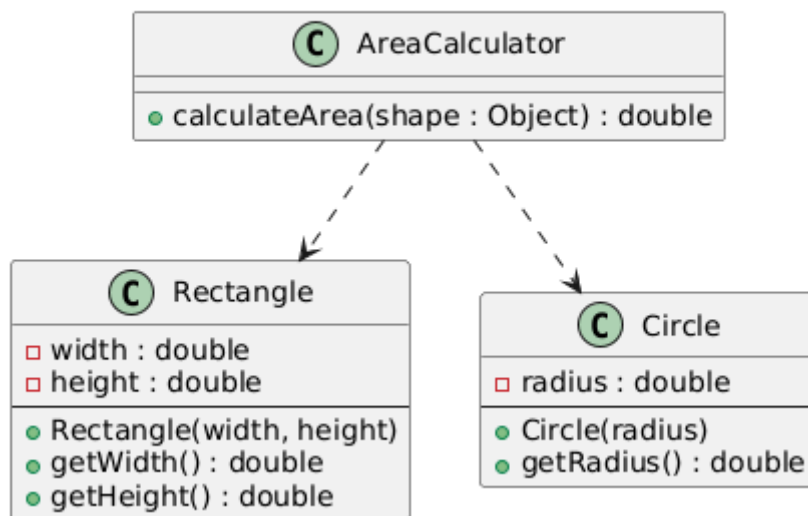 C AreaCalculator
calculateArea(shape : Object) : double
C Rectangle
width : double
height : double
Rectangle(width, height)
getWidth() : double
getHeight() : double
C Circle
radius : double
Circle(radius)
getRadius() : double